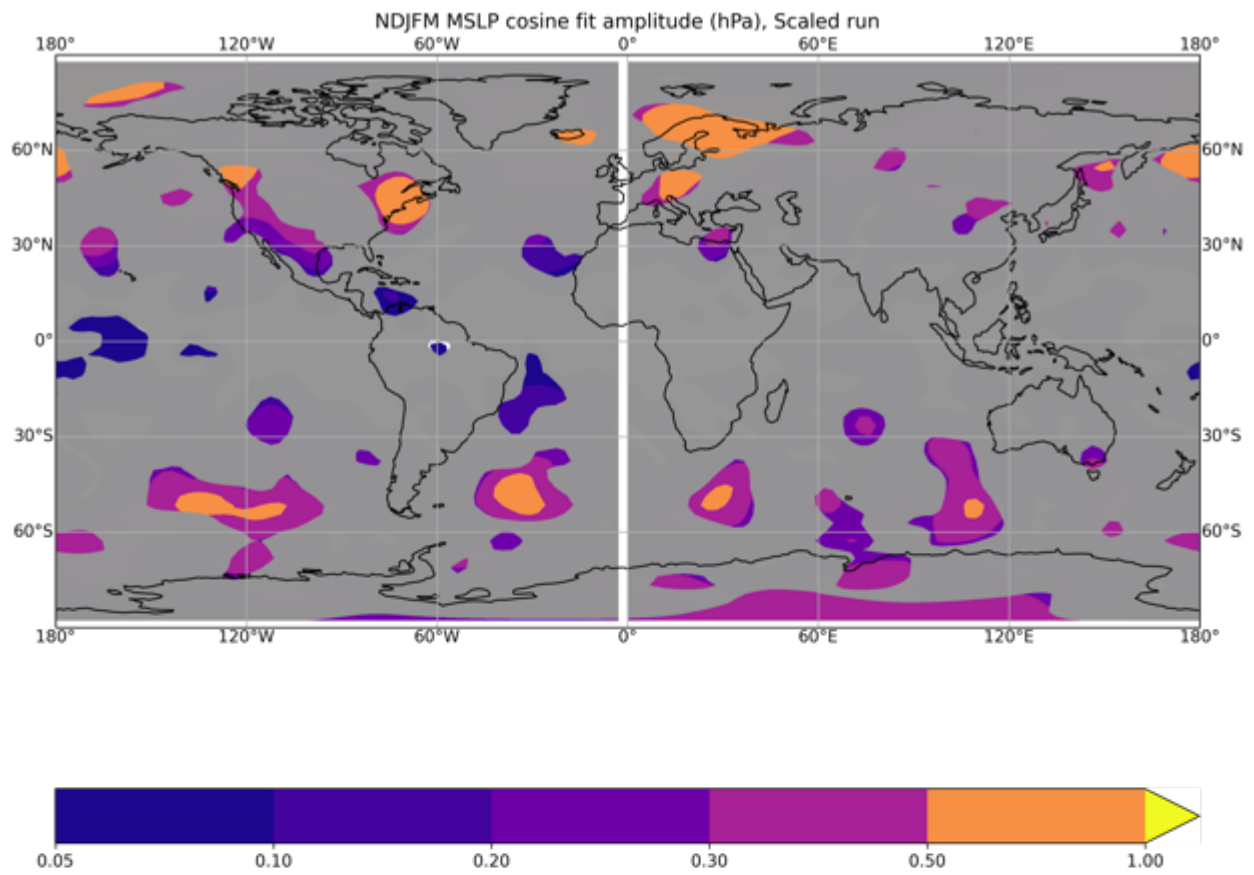 NDJFM MSLP cosine fit amplitude (hPa), Scaled run
180° 120°W 60°W 0° 60°E 120°E 180°
60°N 60°N
30°N 30°N
0° 0°
30°S 30°S
60°S 60°S
180° 120°W 60°W 0° 60°E 120°E 180°
0.05 0.10 0.20 0.30 0.50 1.00